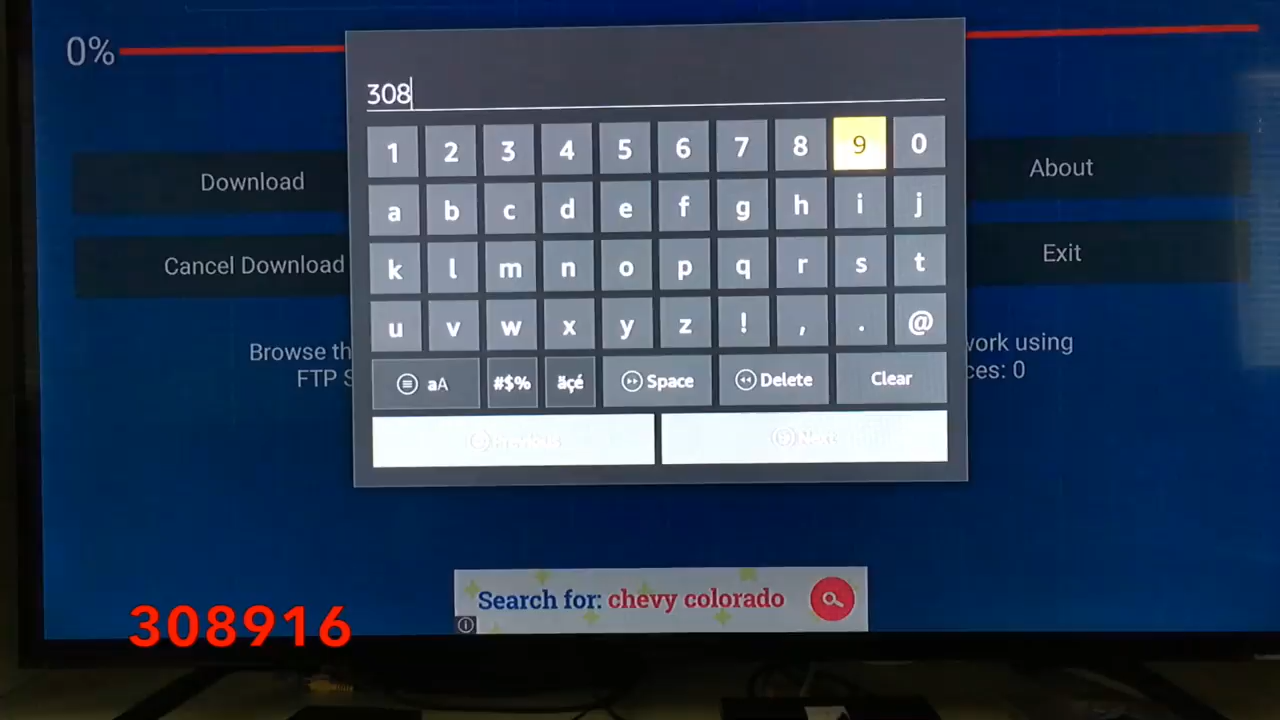 0%
308
1 2 3 4 5 6 7 8 9 0
a b c d e f g h i j
k l m n o p q r s t
u v w x y z ! , . @
aA #$% äçé Space Delete Clear
Next
Download
Cancel Download
About
Exit
Browse th
FTP S
work using
ces: 0
Search for: chevy colorado
308916